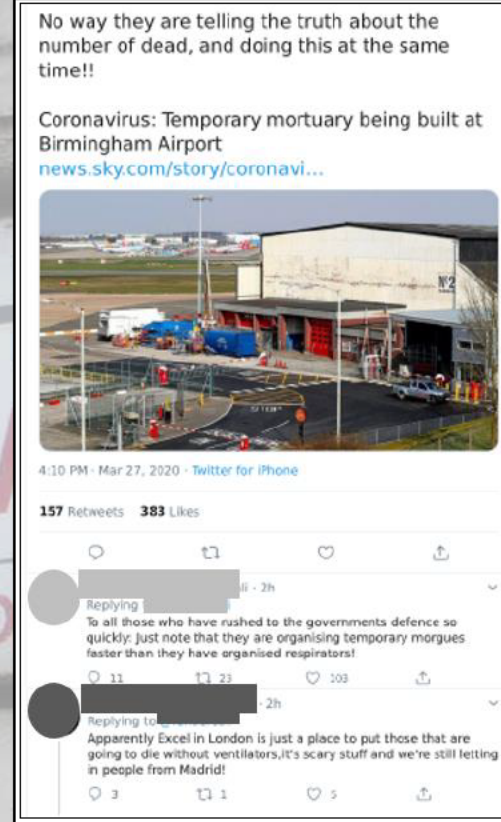 No way they are telling the truth about the
number of dead, and doing this at the same
time!!
Coronavirus: Temporary mortuary being built at
Birmingham Airport
news.sky.com/story/coronavi...
Nº2
4:10 PM · Mar 27, 2020 · Twitter for iPhone
157 Retweets 383 Likes
· 2h
Replying
To all those who have rushed to the governments defence so
quickly: Just note that they are organising temporary morgues
faster than they have organised respirators!
11 23 103
· 2h
Replying to
Apparently Excel in London is just a place to put those that are
going to die without ventilators,it's scary stuff and we're still letting
in people from Madrid!
3 1 5